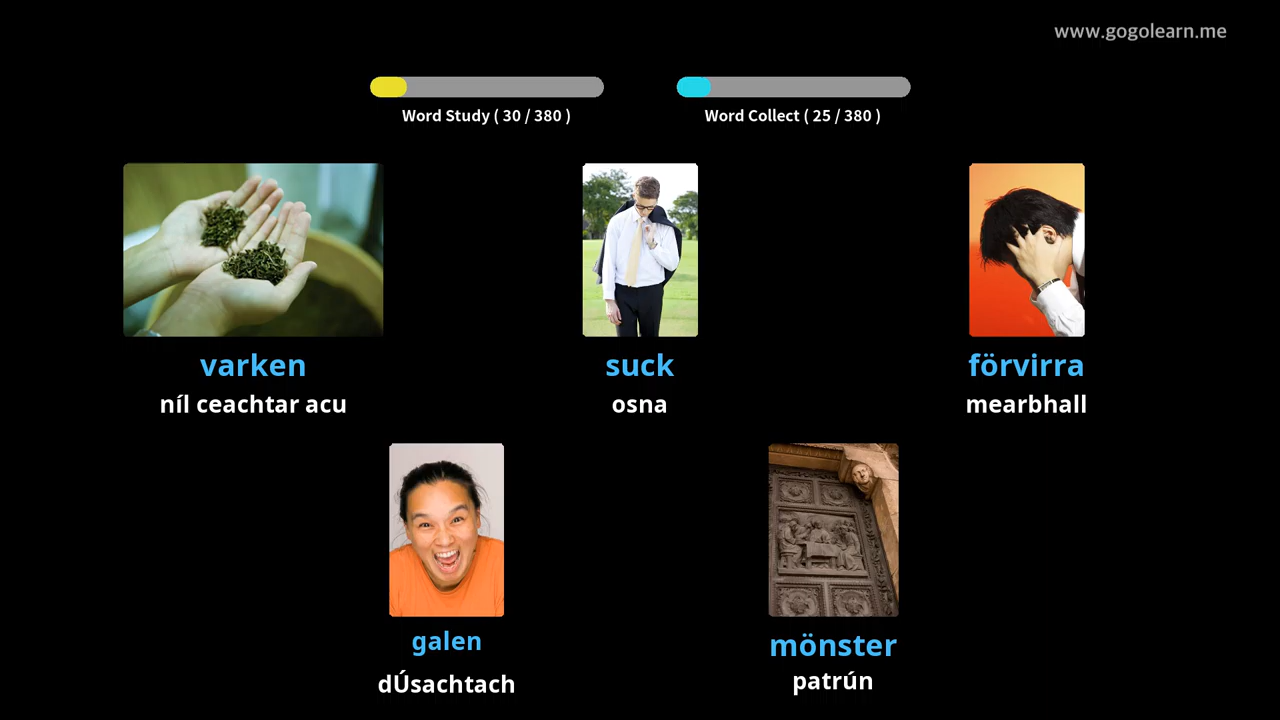 www.gogolearn.me
Word Study ( 30 / 380 )
Word Collect ( 25 / 380 )
varken
suck
förvirra
níl ceachtar acu
osna
mearbhall
galen
mönster
dÚsachtach
patrún